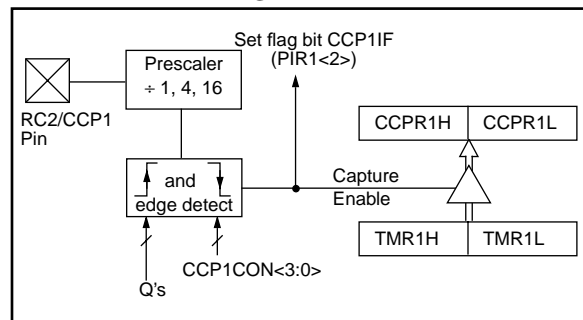 Set flag bit CCP1IF
(PIR1<2>)
Prescaler
÷ 1, 4, 16
RC2/CCP1
Pin
CCPR1H
CCPR1L
and
edge detect
Capture
Enable
TMR1H
TMR1L
CCP1CON<3:0>
Q's